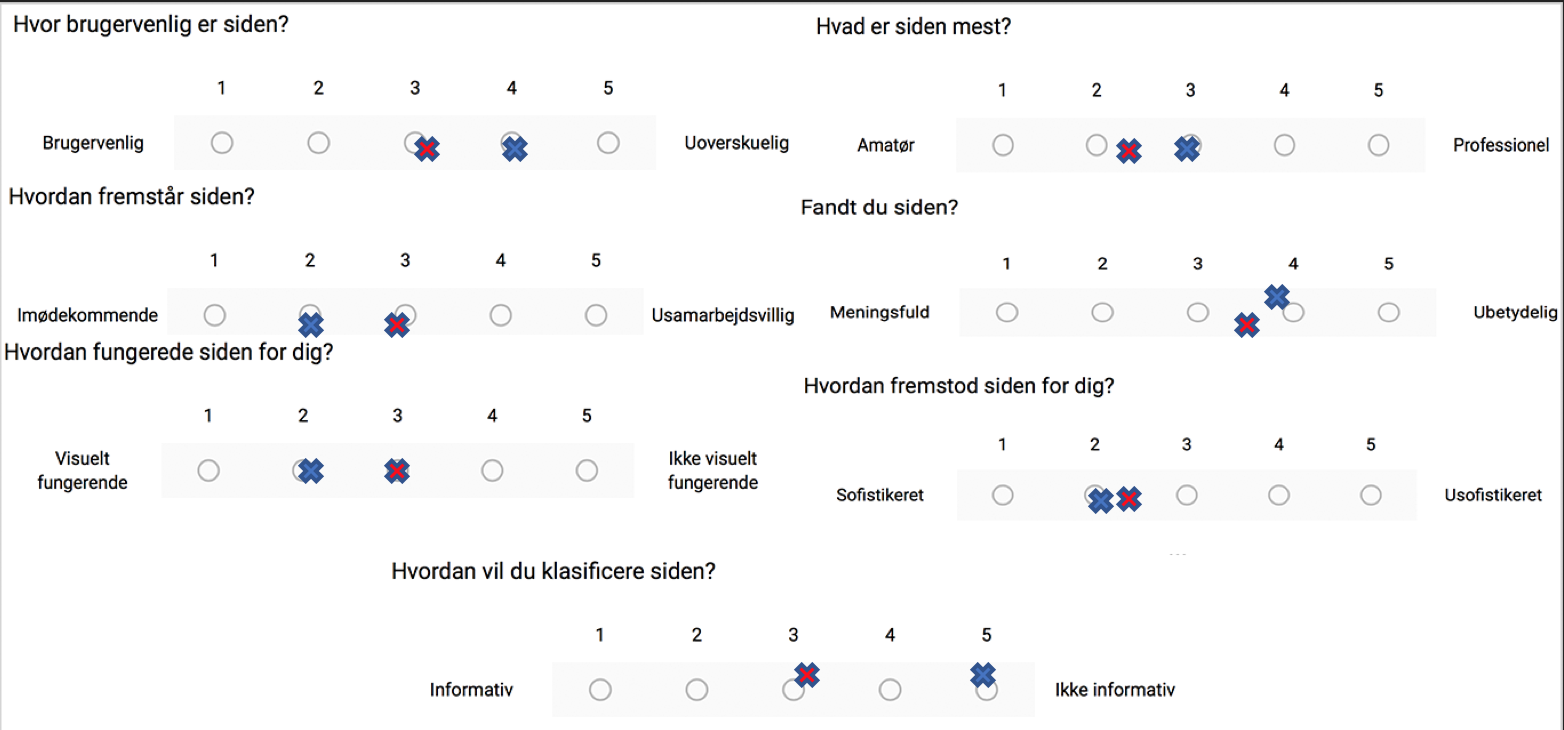 Hvor brugervenlig er siden?
1 2 3 4 5
Brugervenlig Uoverskuelig
Hvordan fremstår siden?
1 2 3 4 5
Imødekommende Usamarbejdsvillig
Hvordan fungerede siden for dig?
1 2 3 4 5
Visuelt Ikke visuelt
fungerende fungerende
Hvad er siden mest?
1 2 3 4 5
Amatør Professionel
Fandt du siden?
1 2 3 4 5
Meningsfuld Ubetydelig
Hvordan fremstod siden for dig?
1 2 3 4 5
Sofistikeret Usofistikeret
...
Hvordan vil du klasificere siden?
1 2 3 4 5
Informativ Ikke informativ